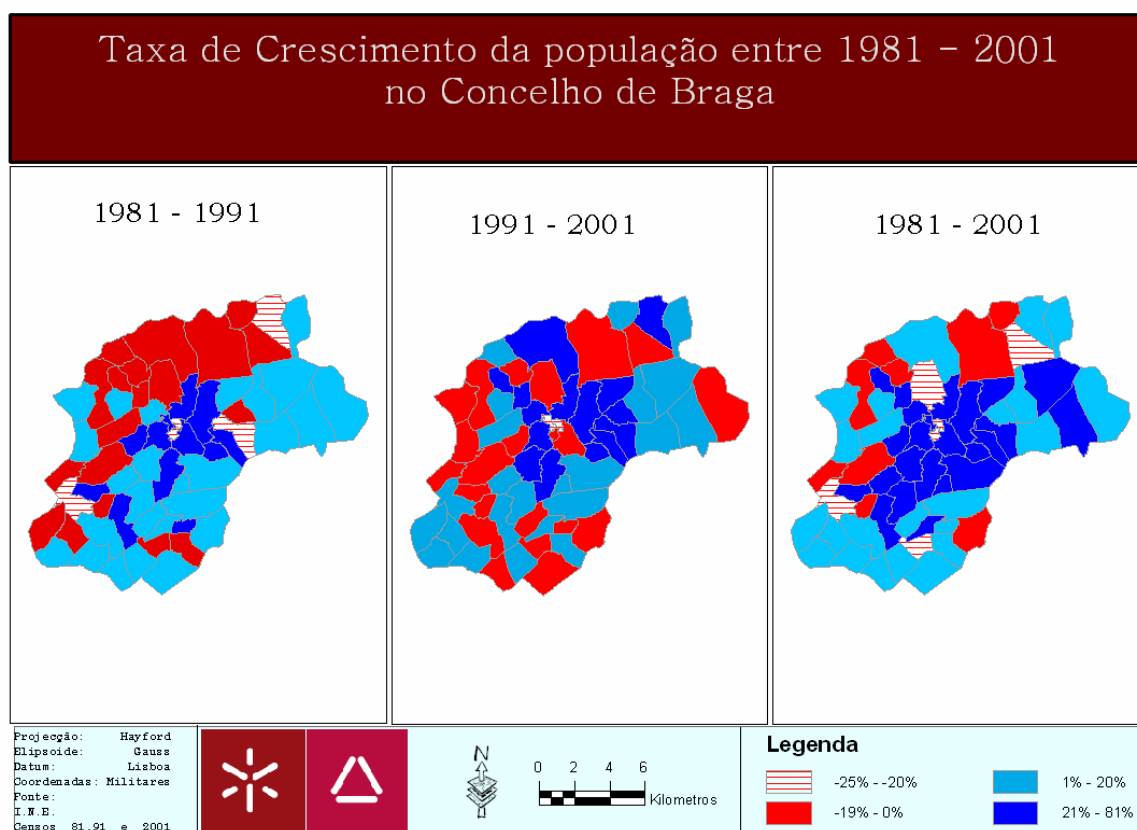 Taxa de Crescimento da população entre 1981 - 2001
no Concelho de Braga
1981 - 1991
1991 - 2001
1981 - 2001
Projecção: Hayford
Elipsoide: Gauss
Datum: Lisboa
Coordenadas: Militares
Fonte:
I.N.E.
Censos 81,91 e 2001
N
0 2 4 6
Kilometros
Legenda
-25% - -20%
-19% - 0%
1% - 20%
21% - 81%